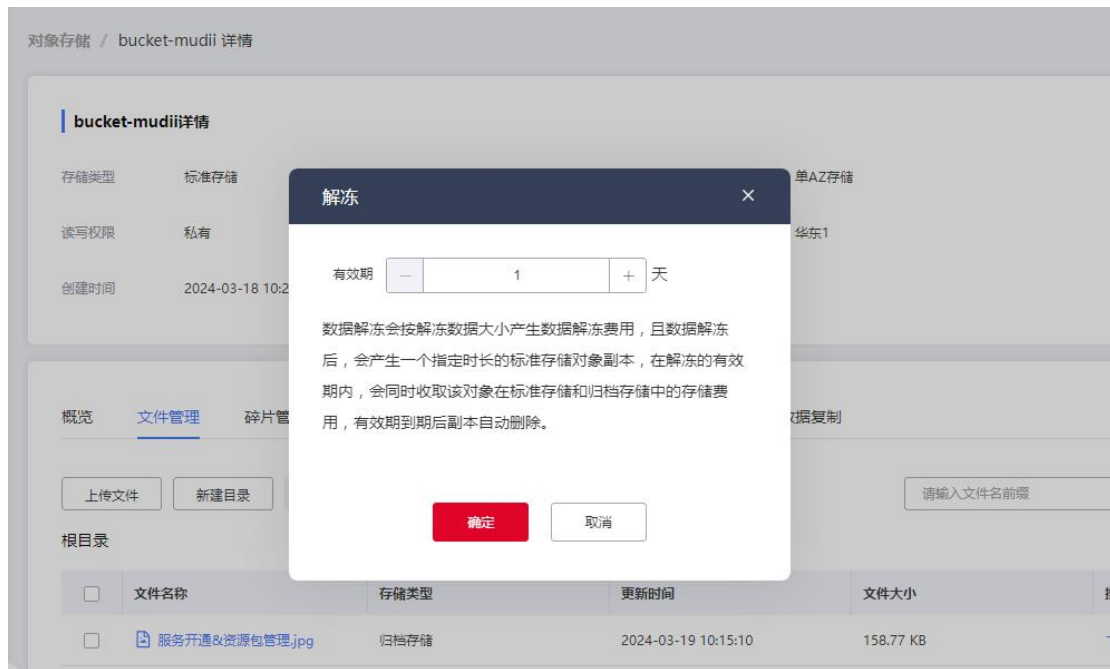 对象存储 / bucket-mudii 详情
bucket-mudii详情
存储类型 标准存储 单AZ存储
读写权限 私有 华东1
创建时间 2024-03-18 10:2
解冻
有效期 1 天
数据解冻会按解冻数据大小产生数据解冻费用，且数据解冻
后，会产生一个指定时长的标准存储对象副本，在解冻的有效
期内，会同时收取该对象在标准存储和归档存储中的存储费
用，有效期到期后副本自动删除。
确定 取消
概览 文件管理 碎片管 据复制
上传文件 新建目录 请输入文件名前缀
根目录
文件名称 存储类型 更新时间 文件大小
服务开通&资源包管理.jpg 归档存储 2024-03-19 10:15:10 158.77 KB